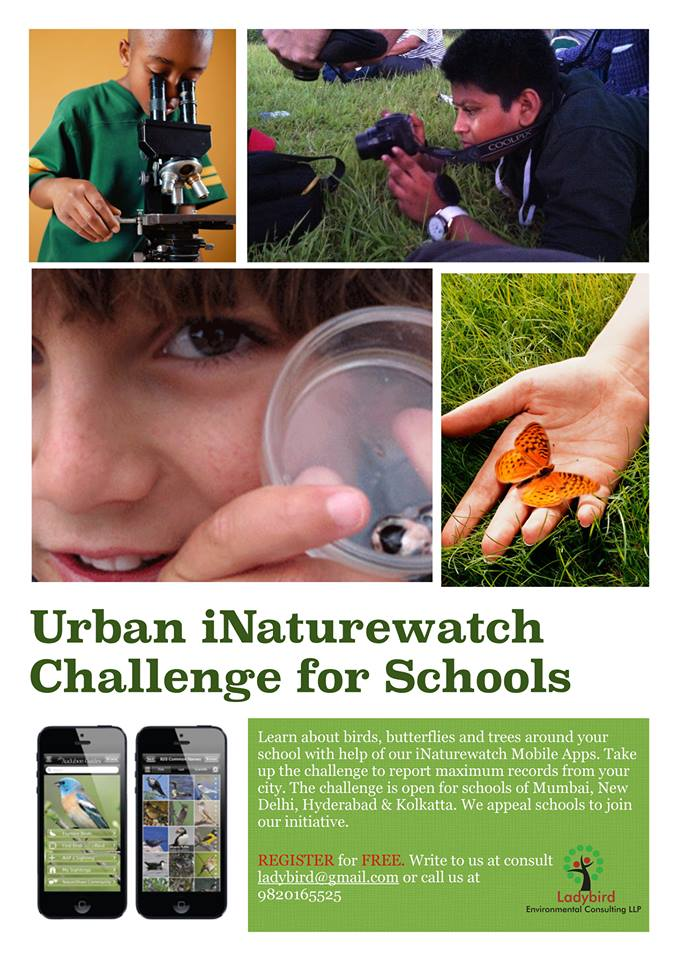 COOLPIX
Urban iNaturewatch
Challenge for Schools
Audubon Guides
Learn about birds, butterflies and trees around your
school with help of our iNaturewatch Mobile Apps. Take
up the challenge to report maximum records from your
city. The challenge is open for schools of Mumbai, New
Delhi, Hyderabad & Kolkatta. We appeal schools to join
our initiative.
REGISTER for FREE. Write to us at consult
ladybird@gmail.com or call us at
9820165525
Ladybird
Environmental Consulting LLP